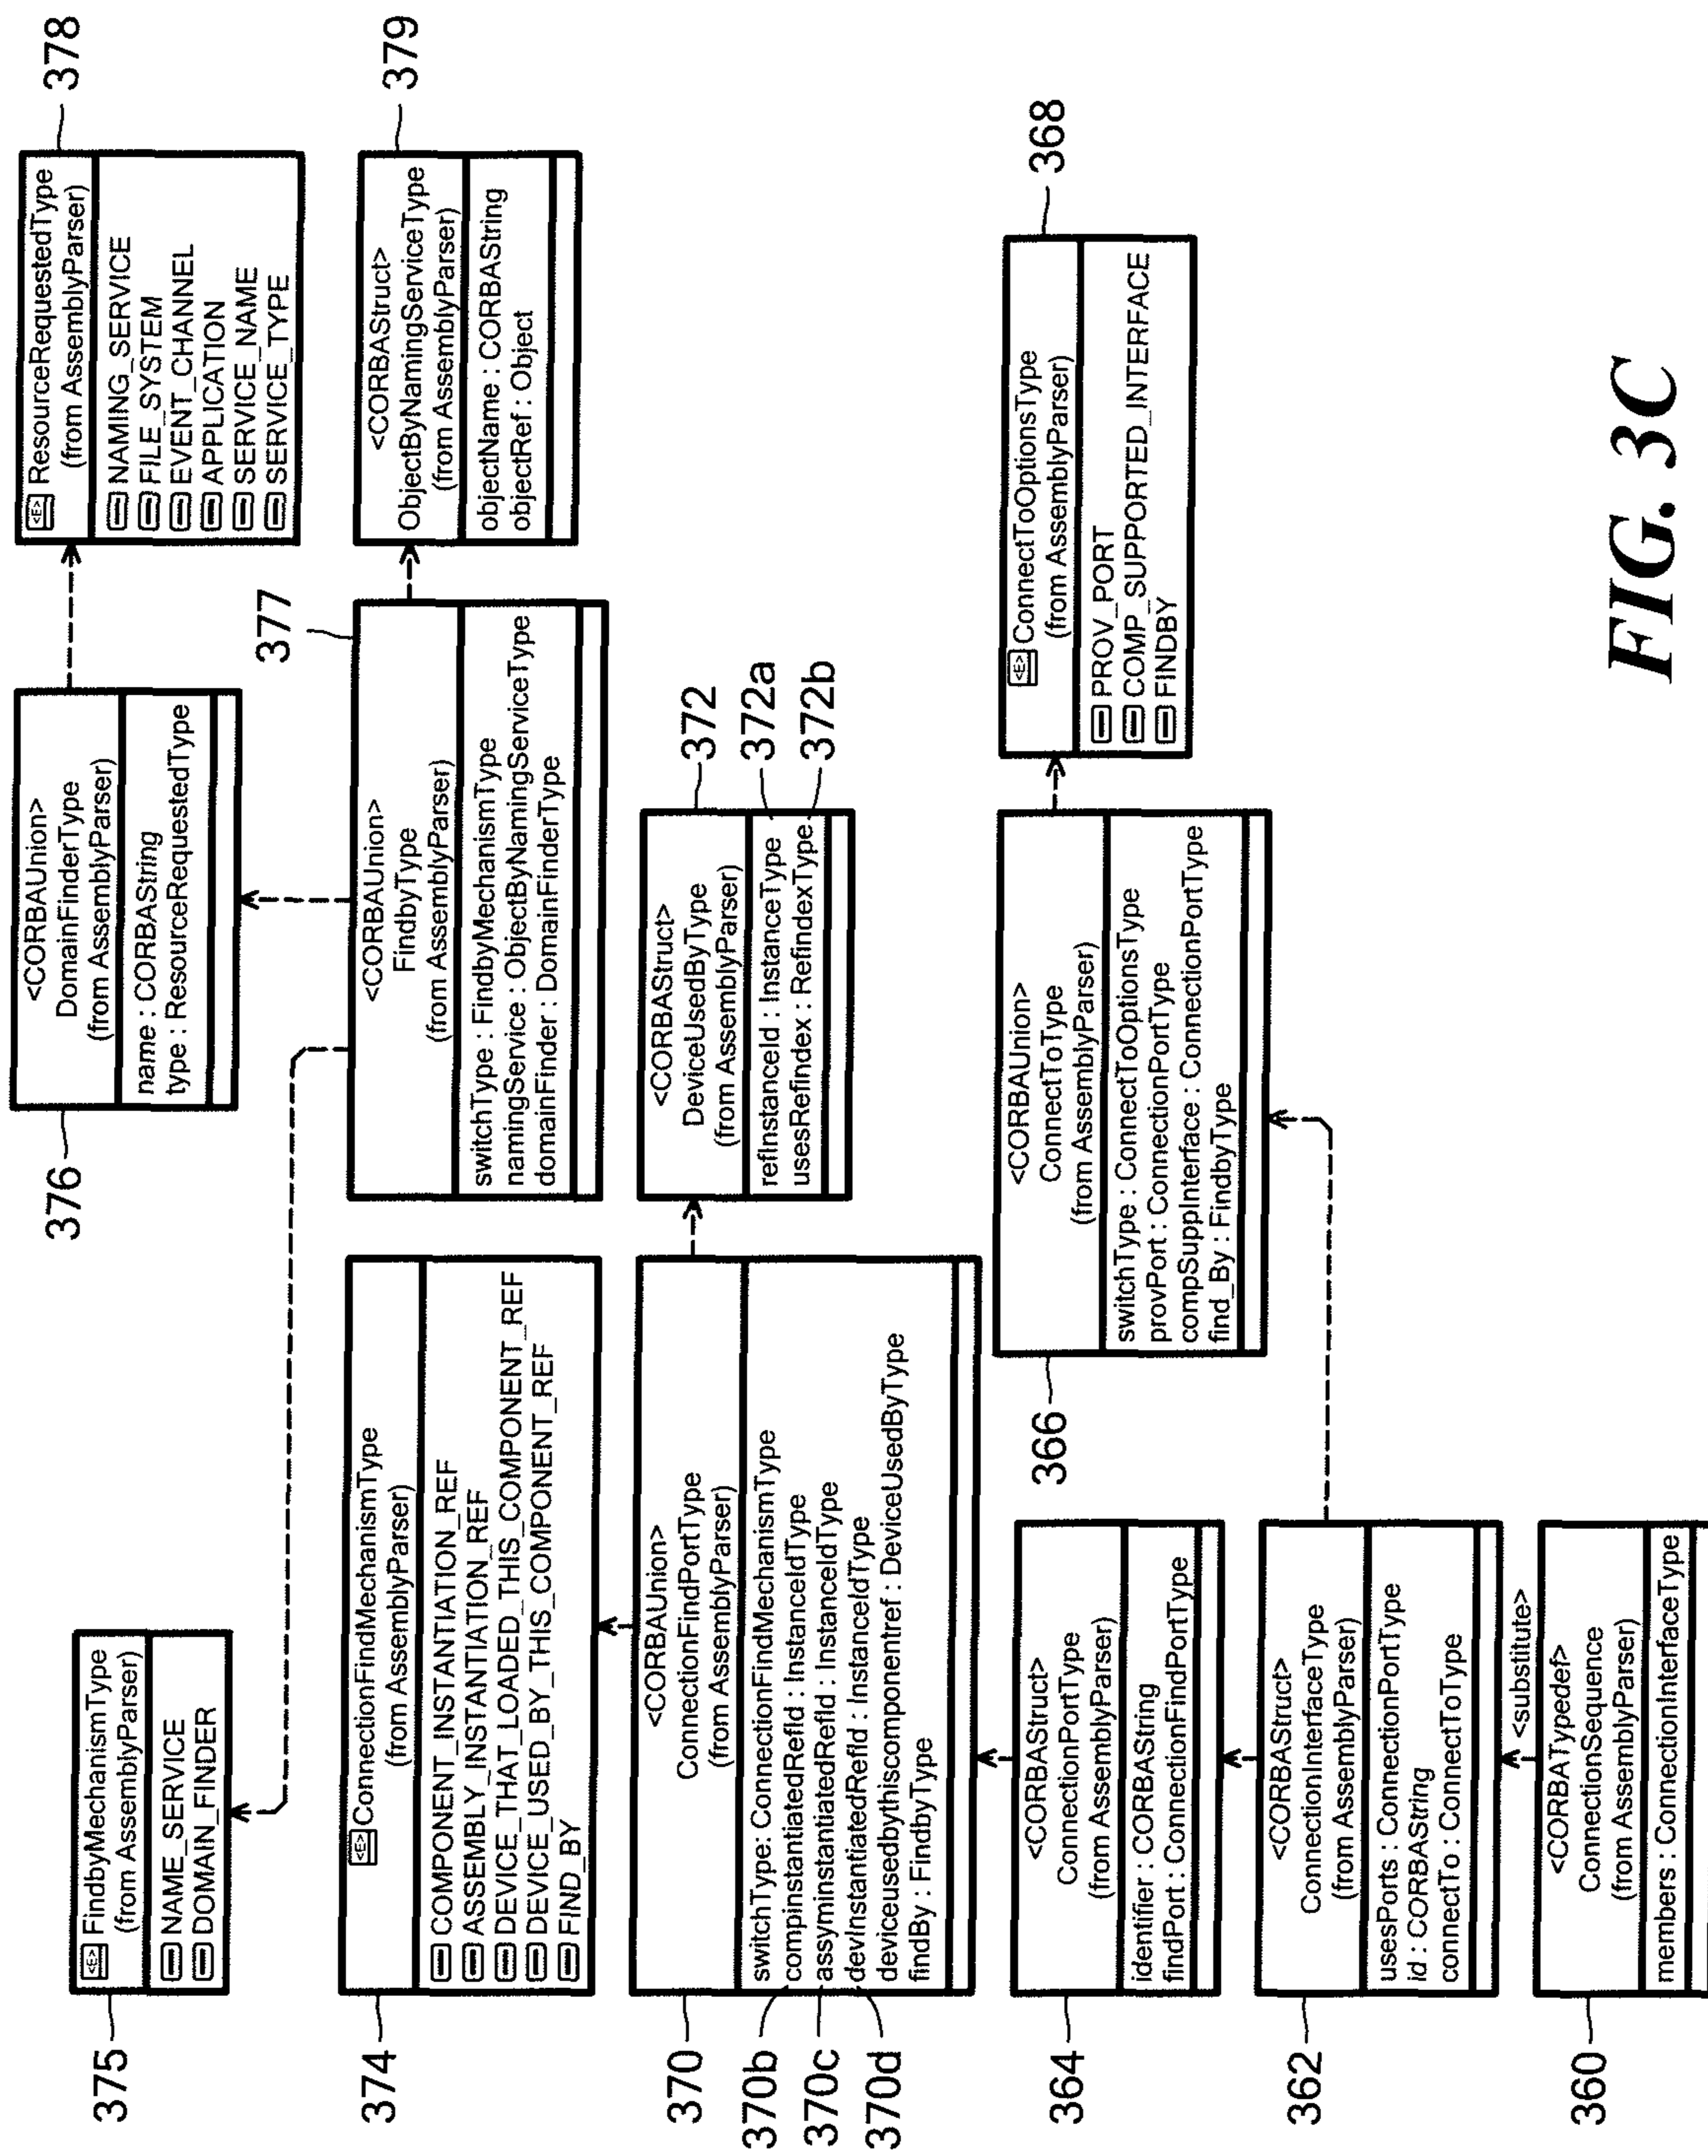 375
<E> FindbyMechanismType
(from AssemblyParser)
NAME_SERVICE
DOMAIN_FINDER
376
<CORBAUnion>
DomainFinderType
(from AssemblyParser)
name : CORBAString
type : ResourceRequestedType
378
<E> ResourceRequestedType
(from AssemblyParser)
NAMING_SERVICE
FILE_SYSTEM
EVENT_CHANNEL
APPLICATION
SERVICE_NAME
SERVICE_TYPE
374
<E> ConnectionFindMechanismType
(from AssemblyParser)
COMPONENT_INSTANTIATION_REF
ASSEMBLY_INSTANTIATION_REF
DEVICE_THAT_LOADED_THIS_COMPONENT_REF
DEVICE_USED_BY_THIS_COMPONENT_REF
FIND_BY
377
<CORBAUnion>
FindbyType
(from AssemblyParser)
switchType : FindbyMechanismType
namingService : ObjectByNamingServiceType
domainFinder : DomainFinderType
379
<CORBAStruct>
ObjectByNamingServiceType
(from AssemblyParser)
objectName : CORBAString
objectRef : Object
370
<CORBAUnion>
ConnectionFindPortType
(from AssemblyParser)
switchType: ConnectionFindMechanismType
370b
compinstantiatedRefId : InstanceIdType
370c
assyminstantiatedRefId : InstanceIdType
370d
devInstantiatedRefId : InstanceIdType
deviceusedbythiscomponentref : DeviceUsedByType
findBy : FindbyType
372
<CORBAStruct>
DeviceUsedByType
(from AssemblyParser)
refInstanceId : InstanceType
372a
usesRefindex : RefindexType
372b
364
<CORBAStruct>
ConnectionPortType
(from AssemblyParser)
identifier : CORBAString
findPort : ConnectionFindPortType
366
<CORBAUnion>
ConnectToType
(from AssemblyParser)
switchType : ConnectToOptionsType
provPort : ConnectionPortType
compSuppInterface : ConnectionPortType
find_By : FindbyType
368
<E> ConnectToOptionsType
(from AssemblyParser)
PROV_PORT
COMP_SUPPORTED_INTERFACE
FINDBY
362
<CORBAStruct>
ConnectionInterfaceType
(from AssemblyParser)
usesPorts : ConnectionPortType
id : CORBAString
connectTo : ConnectToType
<substitute>
360
<CORBATypedef>
ConnectionSequence
(from AssemblyParser)
members : ConnectionInterfaceType
FIG. 3C